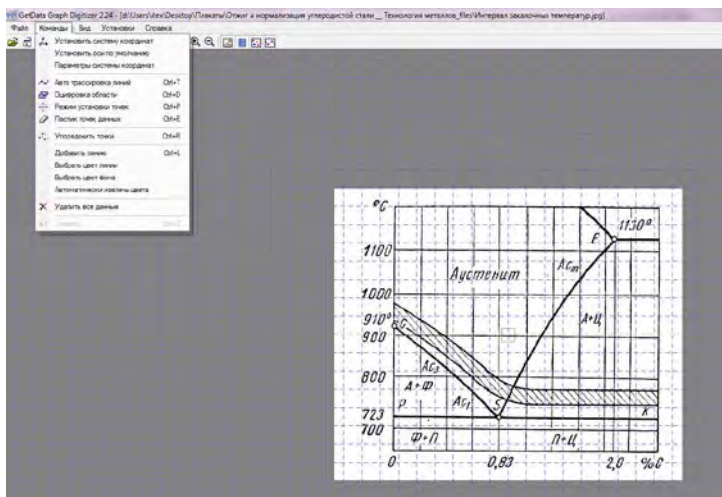 GetData Graph Digitizer 2.24 - [d:\Users\tex\Desktop\Плакаты\Отжиг и нормализация углеродистой стали __ Технология металлов_files\Интервал закалочных температур.jpg]
Файл Команды Вид Установки Справка
Установить систему координат
Установить оси по умолчанию
Параметры системы координат
Авто трассировка линий Ctrl+T
Оцифровка области Ctrl+D
Режим установки точек Ctrl+P
Ластик точек данных Ctrl+E
Упорядочить точки Ctrl+R
Добавить линию Ctrl+L
Выбрать цвет линии
Выбрать цвет фона
Удалить все данные
°C
1130°
E
1100
Аустенит
Acm
1000
А+Ц
910°
G
900
Ac3
800
А+Ф
P
Ac1
S
K
723
700
Ф+П
П+Ц
0
0,83
2,0
%C